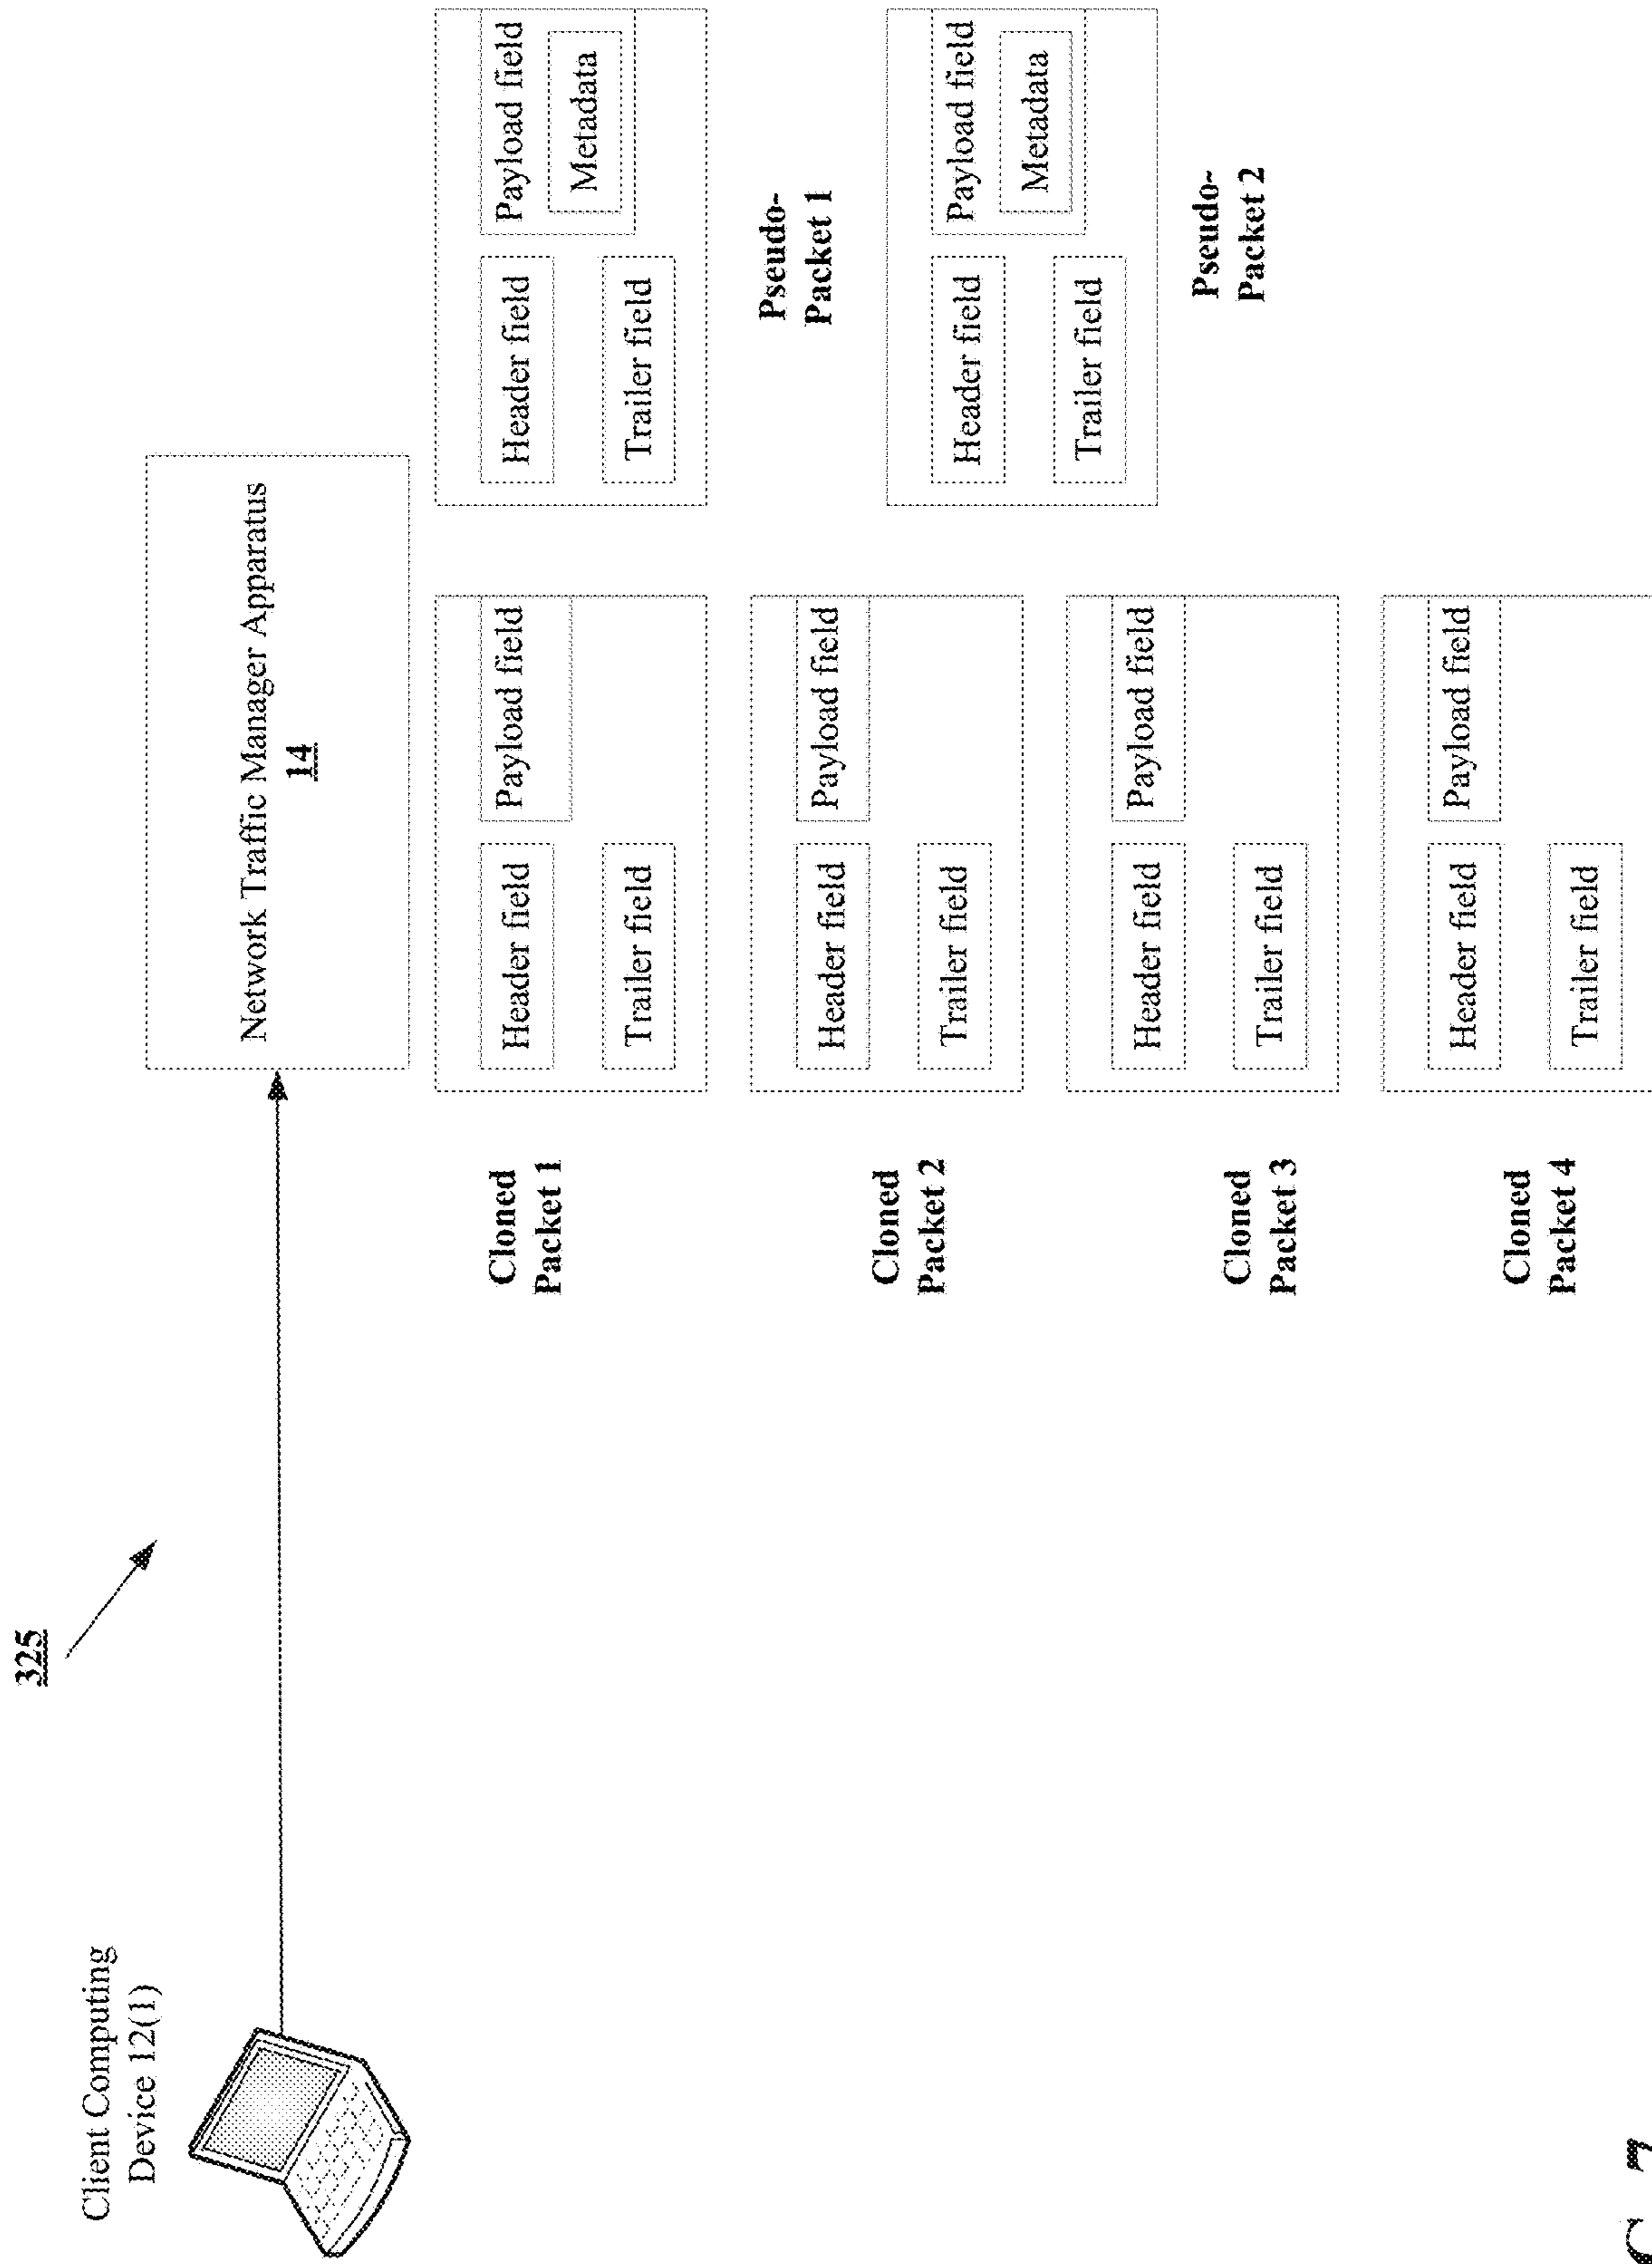 325
Client Computing
Device 12(1)
Network Traffic Manager Apparatus
14
Cloned
Packet 1
Header field
Payload field
Trailer field
Header field
Payload field
Metadata
Trailer field
Pseudo-
Packet 1
Cloned
Packet 2
Header field
Payload field
Trailer field
Header field
Payload field
Metadata
Trailer field
Pseudo-
Packet 2
Cloned
Packet 3
Header field
Payload field
Trailer field
Cloned
Packet 4
Header field
Payload field
Trailer field